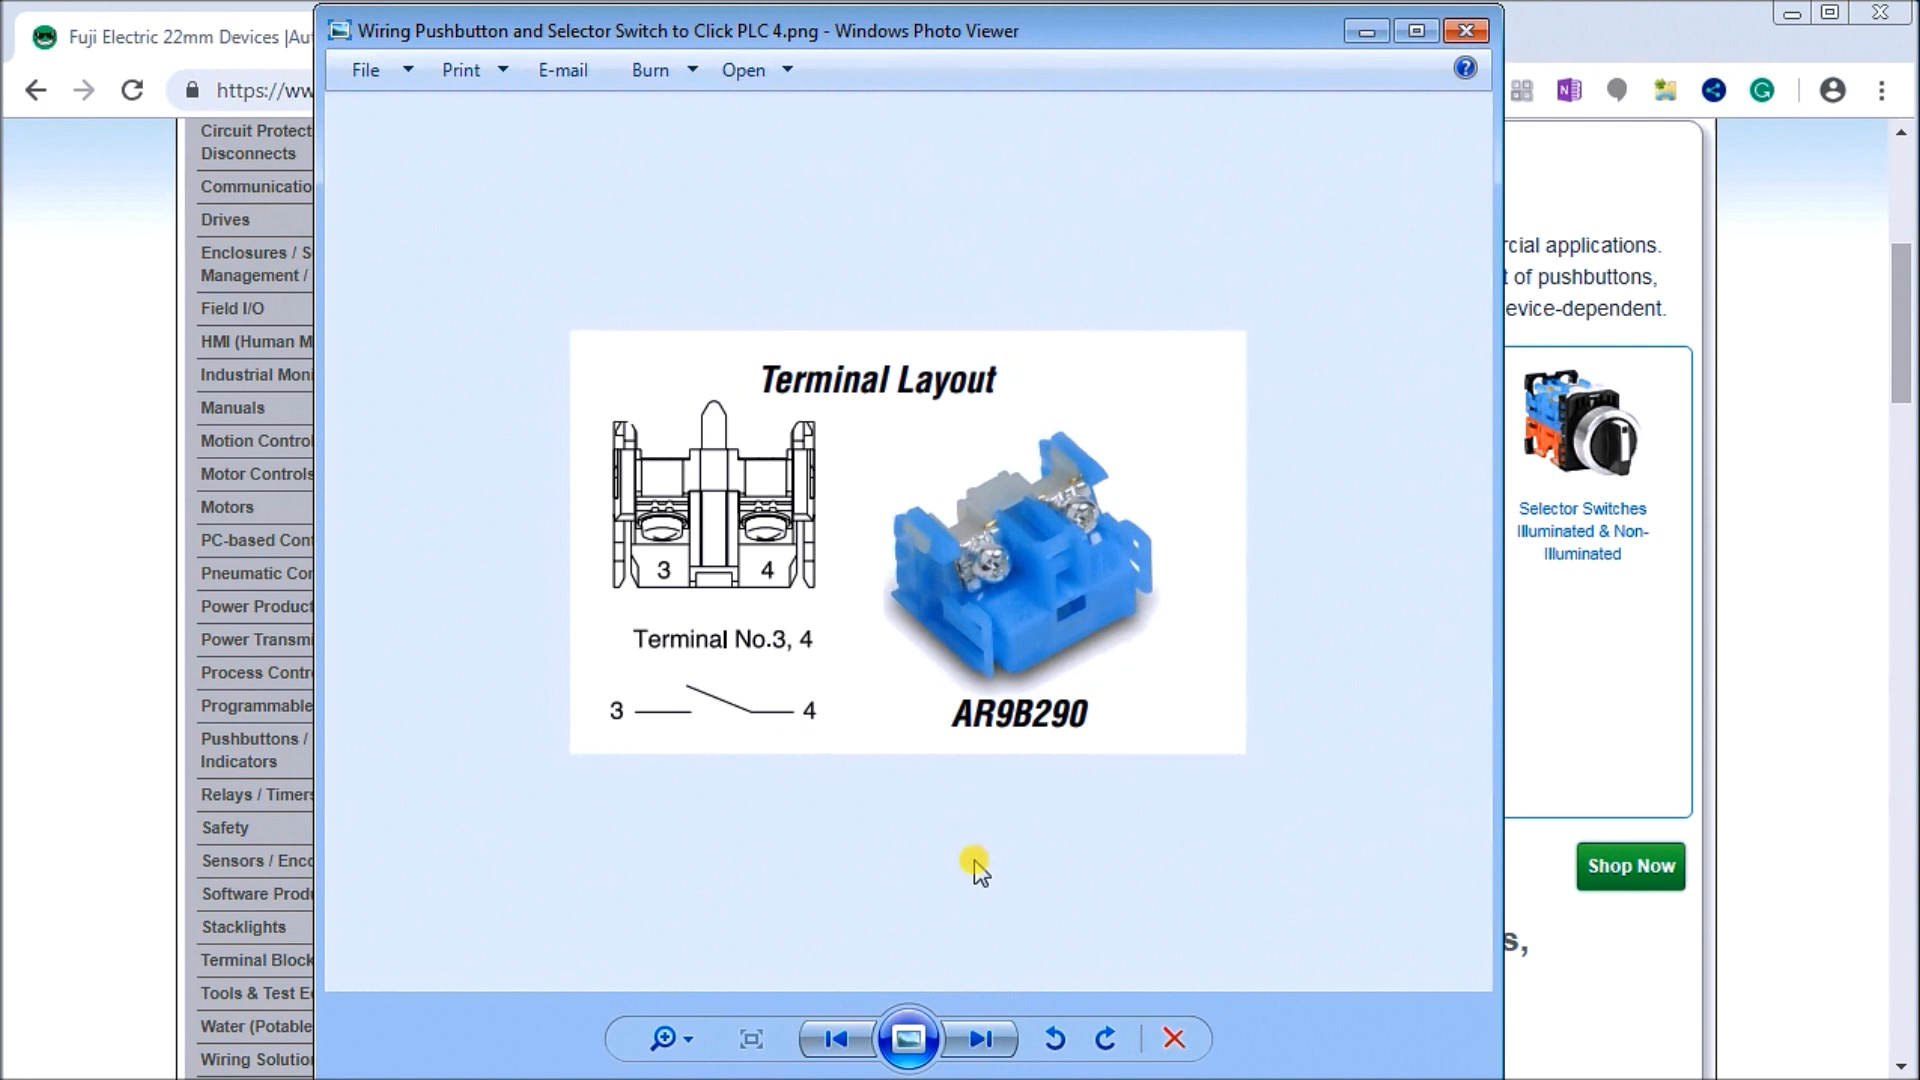 Fuji Electric 22mm Devices |Au
Wiring Pushbutton and Selector Switch to Click PLC 4.png - Windows Photo Viewer
File Print E-mail Burn Open
https://ww
Circuit Protect
Disconnects
Communicatio
Drives
Enclosures / S
Management /
Field I/O
HMI (Human M
Industrial Moni
Manuals
Motion Control
Motor Controls
Motors
PC-based Con
Pneumatic Con
Power Product
Power Transmi
Process Contr
Programmable
Pushbuttons /
Indicators
Relays / Timers
Safety
Sensors / Enco
Software Produ
Stacklights
Terminal Block
Tools & Test E
Water (Potable
Wiring Solution
Terminal Layout
3 4
Terminal No.3, 4
3 4
AR9B290
rcial applications.
t of pushbuttons,
evice-dependent.
Selector Switches
Illuminated & Non-
Illuminated
Shop Now
s,